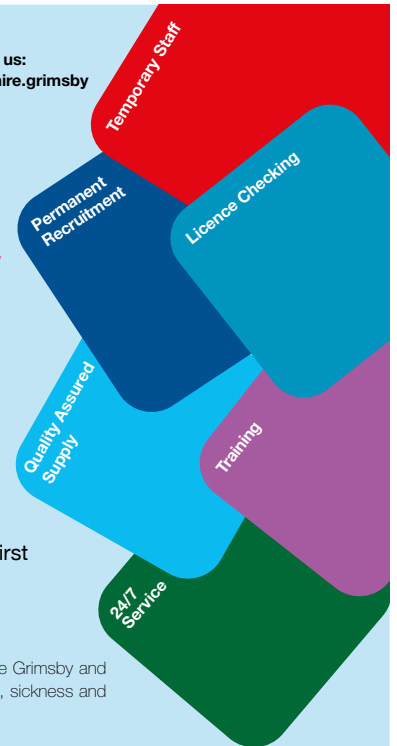 us:
hire.grimsby
Temporary Staff
Permanent
Recruitment
Licence Checking
Quality Assured
Supply
Training
24/7
Service
irst
e Grimsby and
, sickness and